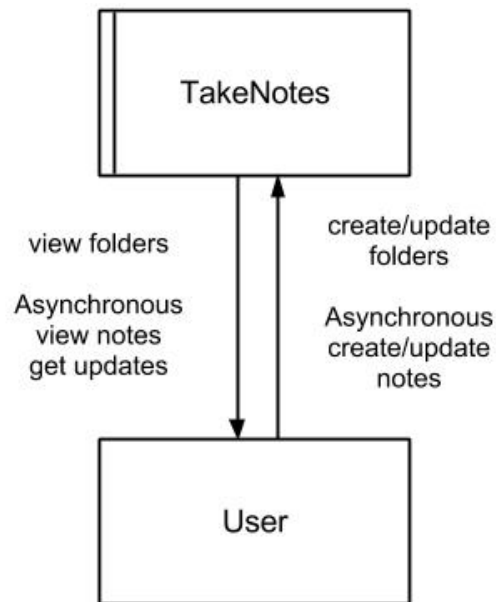 TakeNotes
view folders
Asynchronous
view notes
get updates
create/update
folders
Asynchronous
create/update
notes
User